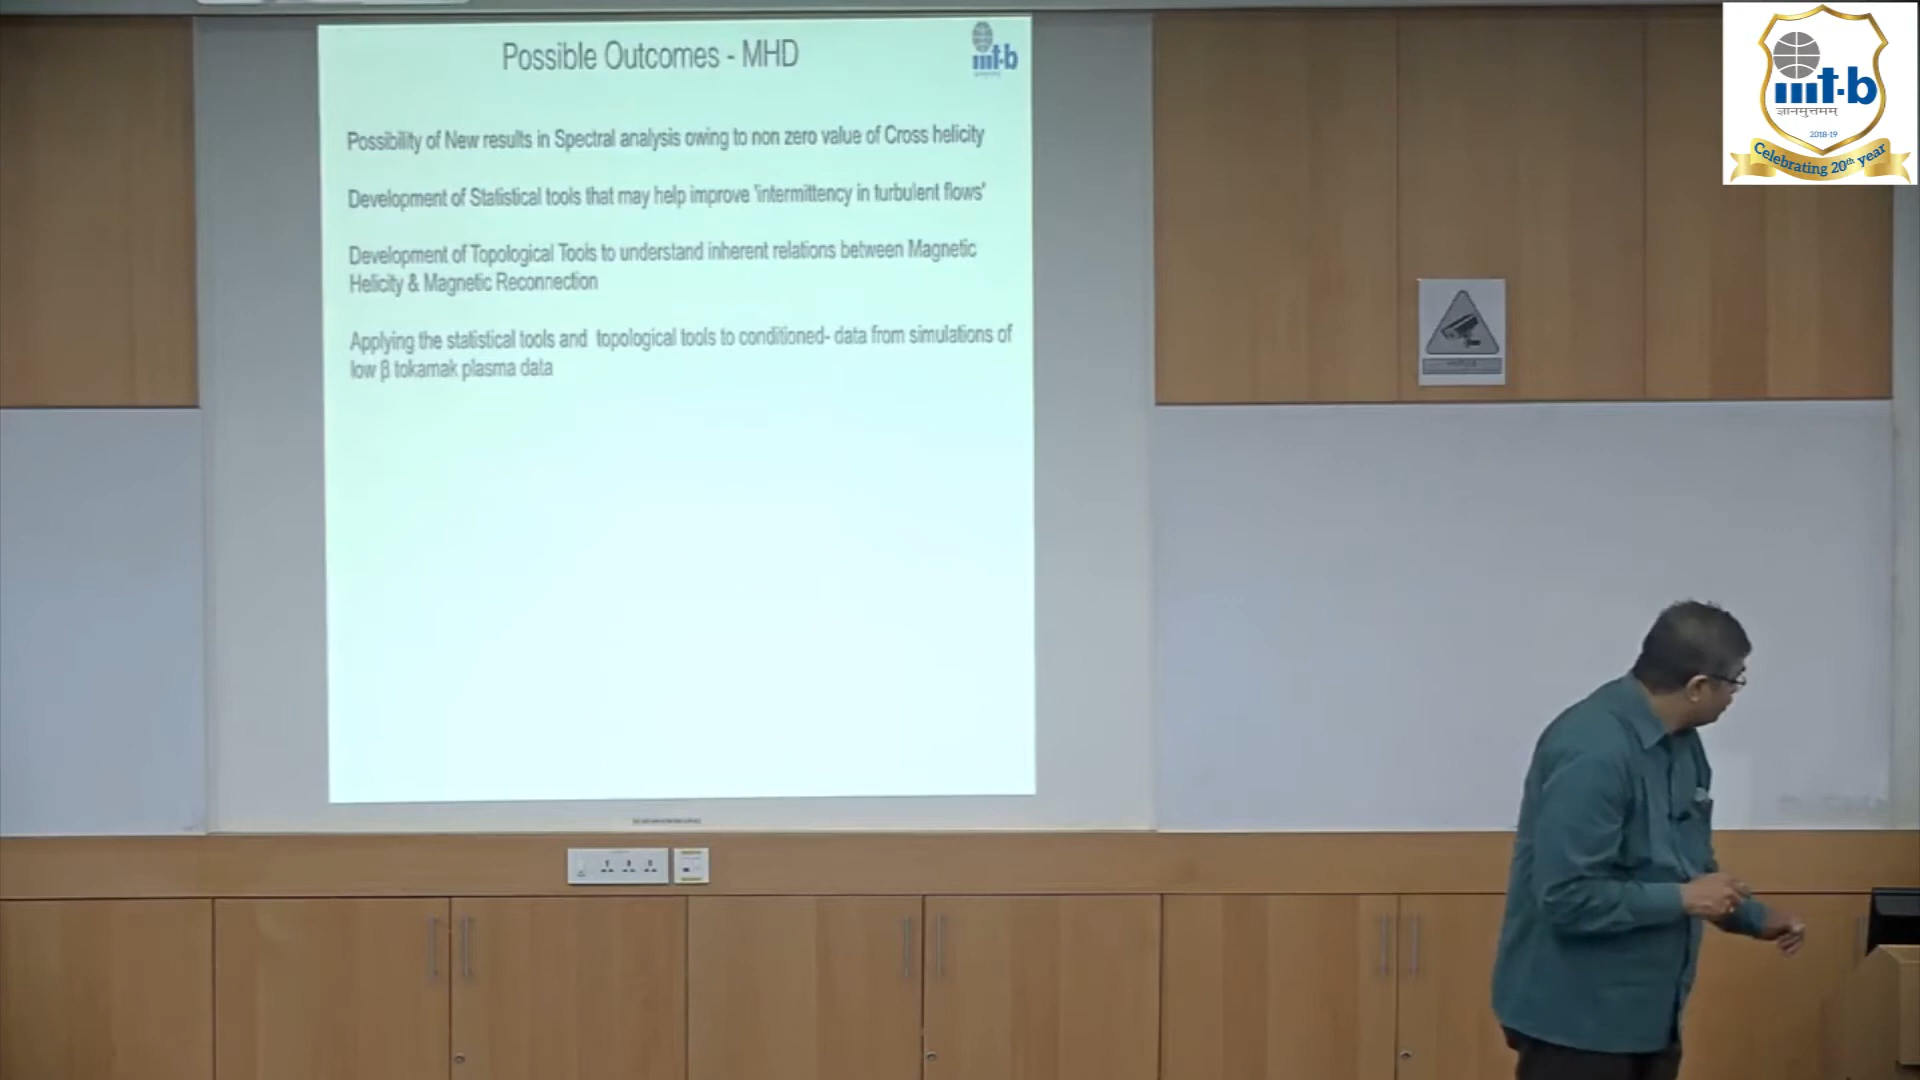 Possible Outcomes - MHD
iiit-b
Possibility of New results in Spectral analysis owing to non zero value of Cross helicity
Development of Statistical tools that may help improve 'intermittency in turbulent flows'
Development of Topological Tools to understand inherent relations between Magnetic
Helicity & Magnetic Reconnection
Applying the statistical tools and topological tools to conditioned- data from simulations of
low β tokamak plasma data
iiit-b
ज्ञानमुत्तमम्
2018-19
Celebrating 20th year